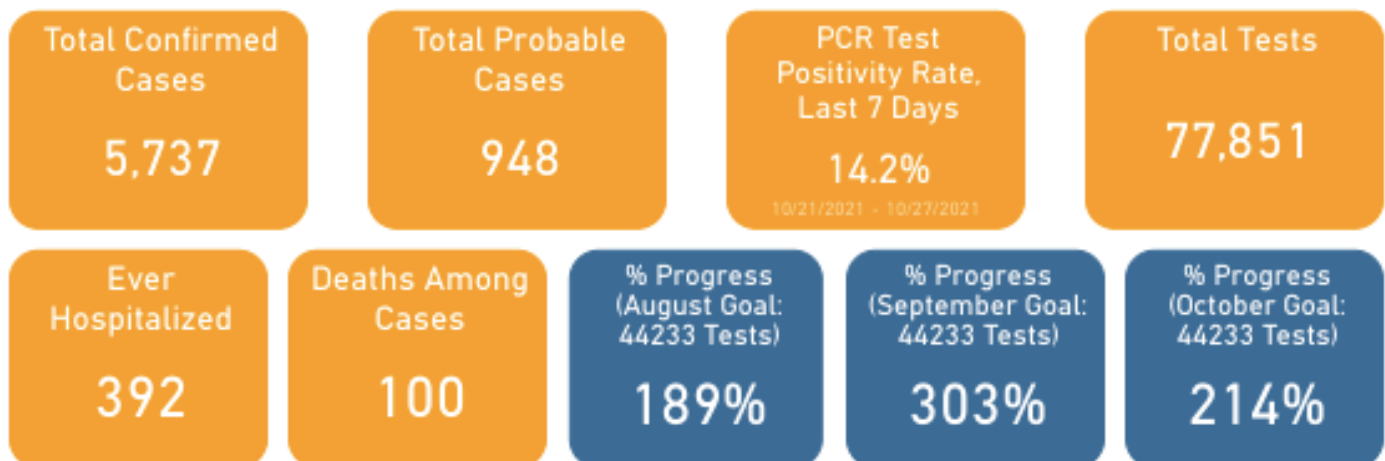 Total Confirmed
Cases
5,737
Total Probable
Cases
948
PCR Test
Positivity Rate,
Last 7 Days
14.2%
10/21/2021 - 10/27/2021
Total Tests
77,851
Ever
Hospitalized
392
Deaths Among
Cases
100
% Progress
(August Goal:
44233 Tests)
189%
% Progress
(September Goal:
44233 Tests)
303%
% Progress
(October Goal:
44233 Tests)
214%